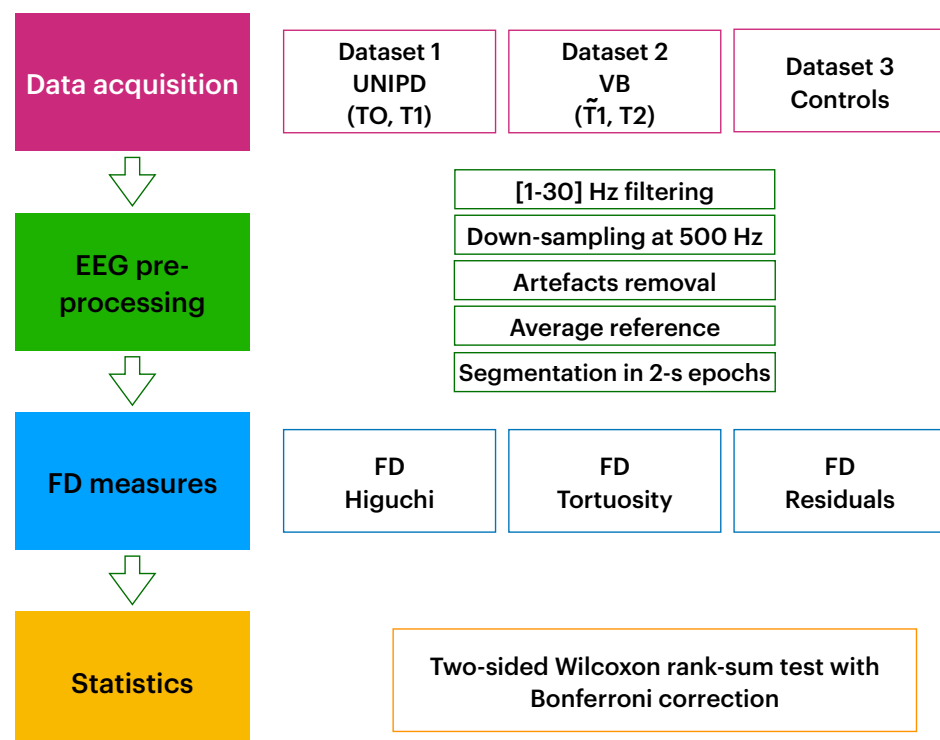 Data acquisition
Dataset 1
UNIPD
(TO, T1)
Dataset 2
VB
(T̃1, T2)
Dataset 3
Controls
EEG pre-
processing
[1-30] Hz filtering
Down-sampling at 500 Hz
Artefacts removal
Average reference
Segmentation in 2-s epochs
FD measures
FD
Higuchi
FD
Tortuosity
FD
Residuals
Statistics
Two-sided Wilcoxon rank-sum test with
Bonferroni correction